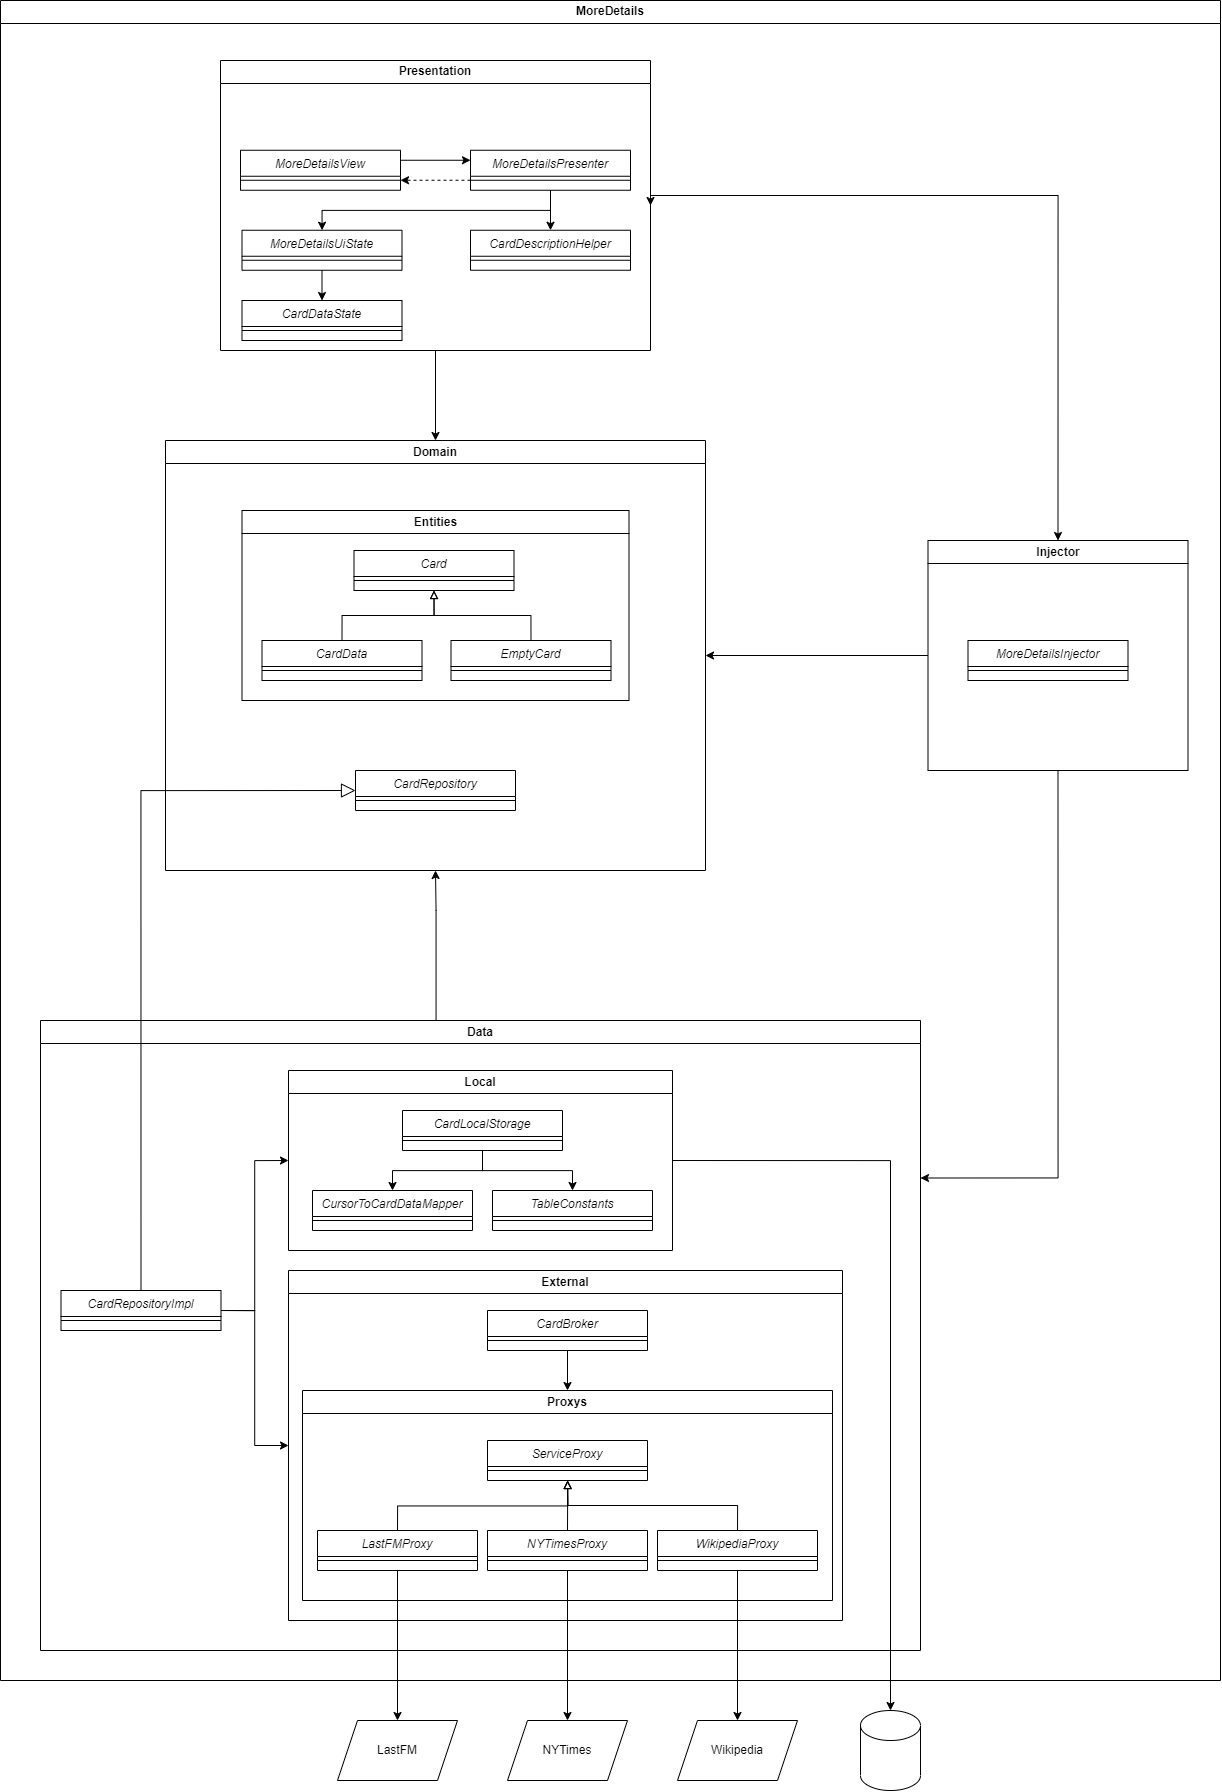 MoreDetails
Presentation
MoreDetailsView
MoreDetailsPresenter
MoreDetailsUiState
CardDescriptionHelper
CardDataState
Domain
Entities
Card
CardData
EmptyCard
CardRepository
Injector
MoreDetailsInjector
Data
Local
CardLocalStorage
CursorToCardDataMapper
TableConstants
CardRepositoryImpl
External
CardBroker
Proxys
ServiceProxy
LastFMProxy
NYTimesProxy
WikipediaProxy
LastFM
NYTimes
Wikipedia